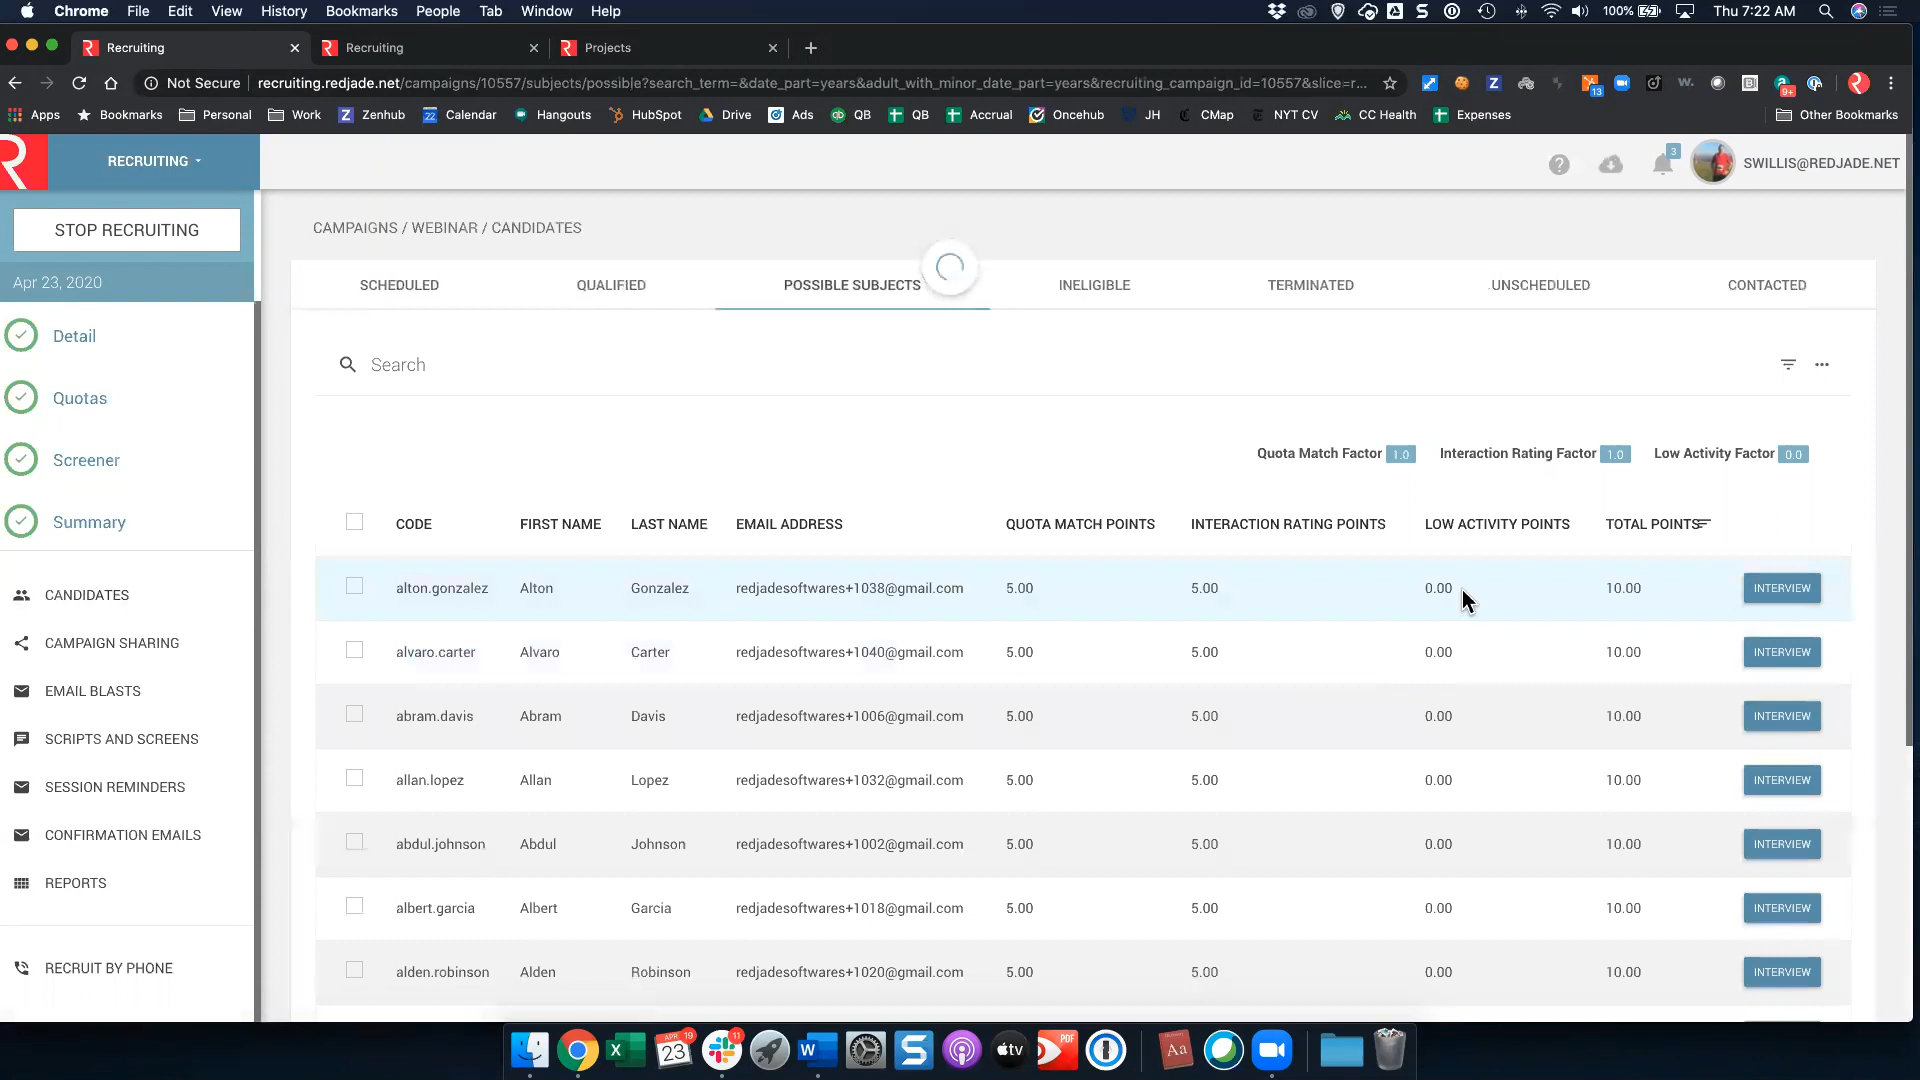 Chrome File Edit View History Bookmarks People Tab Window Help 100% Thu 7:22 AM
Recruiting Recruiting Projects
Not Secure recruiting.redjade.net/campaigns/10557/subjects/possible?search_term=&date_part=years&adult_with_minor_date_part=years&recruiting_campaign_id=10557&slice=r...
Apps Bookmarks Personal Work Zenhub Calendar Hangouts HubSpot Drive Ads QB QB Accrual Oncehub JH CMap NYT CV CC Health Expenses Other Bookmarks
RECRUITING 3 SWILLIS@REDJADE.NET
STOP RECRUITING
Apr 23, 2020
Detail
Quotas
Screener
Summary
CANDIDATES
CAMPAIGN SHARING
EMAIL BLASTS
SCRIPTS AND SCREENS
SESSION REMINDERS
CONFIRMATION EMAILS
REPORTS
RECRUIT BY PHONE
CAMPAIGNS / WEBINAR / CANDIDATES
SCHEDULED QUALIFIED POSSIBLE SUBJECTS INELIGIBLE TERMINATED UNSCHEDULED CONTACTED
Search
Quota Match Factor 1.0 Interaction Rating Factor 1.0 Low Activity Factor 0.0
CODE FIRST NAME LAST NAME EMAIL ADDRESS QUOTA MATCH POINTS INTERACTION RATING POINTS LOW ACTIVITY POINTS TOTAL POINTS
alton.gonzalez Alton Gonzalez redjadesoftwares+1038@gmail.com 5.00 5.00 0.00 10.00 INTERVIEW
alvaro.carter Alvaro Carter redjadesoftwares+1040@gmail.com 5.00 5.00 0.00 10.00 INTERVIEW
abram.davis Abram Davis redjadesoftwares+1006@gmail.com 5.00 5.00 0.00 10.00 INTERVIEW
allan.lopez Allan Lopez redjadesoftwares+1032@gmail.com 5.00 5.00 0.00 10.00 INTERVIEW
abdul.johnson Abdul Johnson redjadesoftwares+1002@gmail.com 5.00 5.00 0.00 10.00 INTERVIEW
albert.garcia Albert Garcia redjadesoftwares+1018@gmail.com 5.00 5.00 0.00 10.00 INTERVIEW
alden.robinson Alden Robinson redjadesoftwares+1020@gmail.com 5.00 5.00 0.00 10.00 INTERVIEW